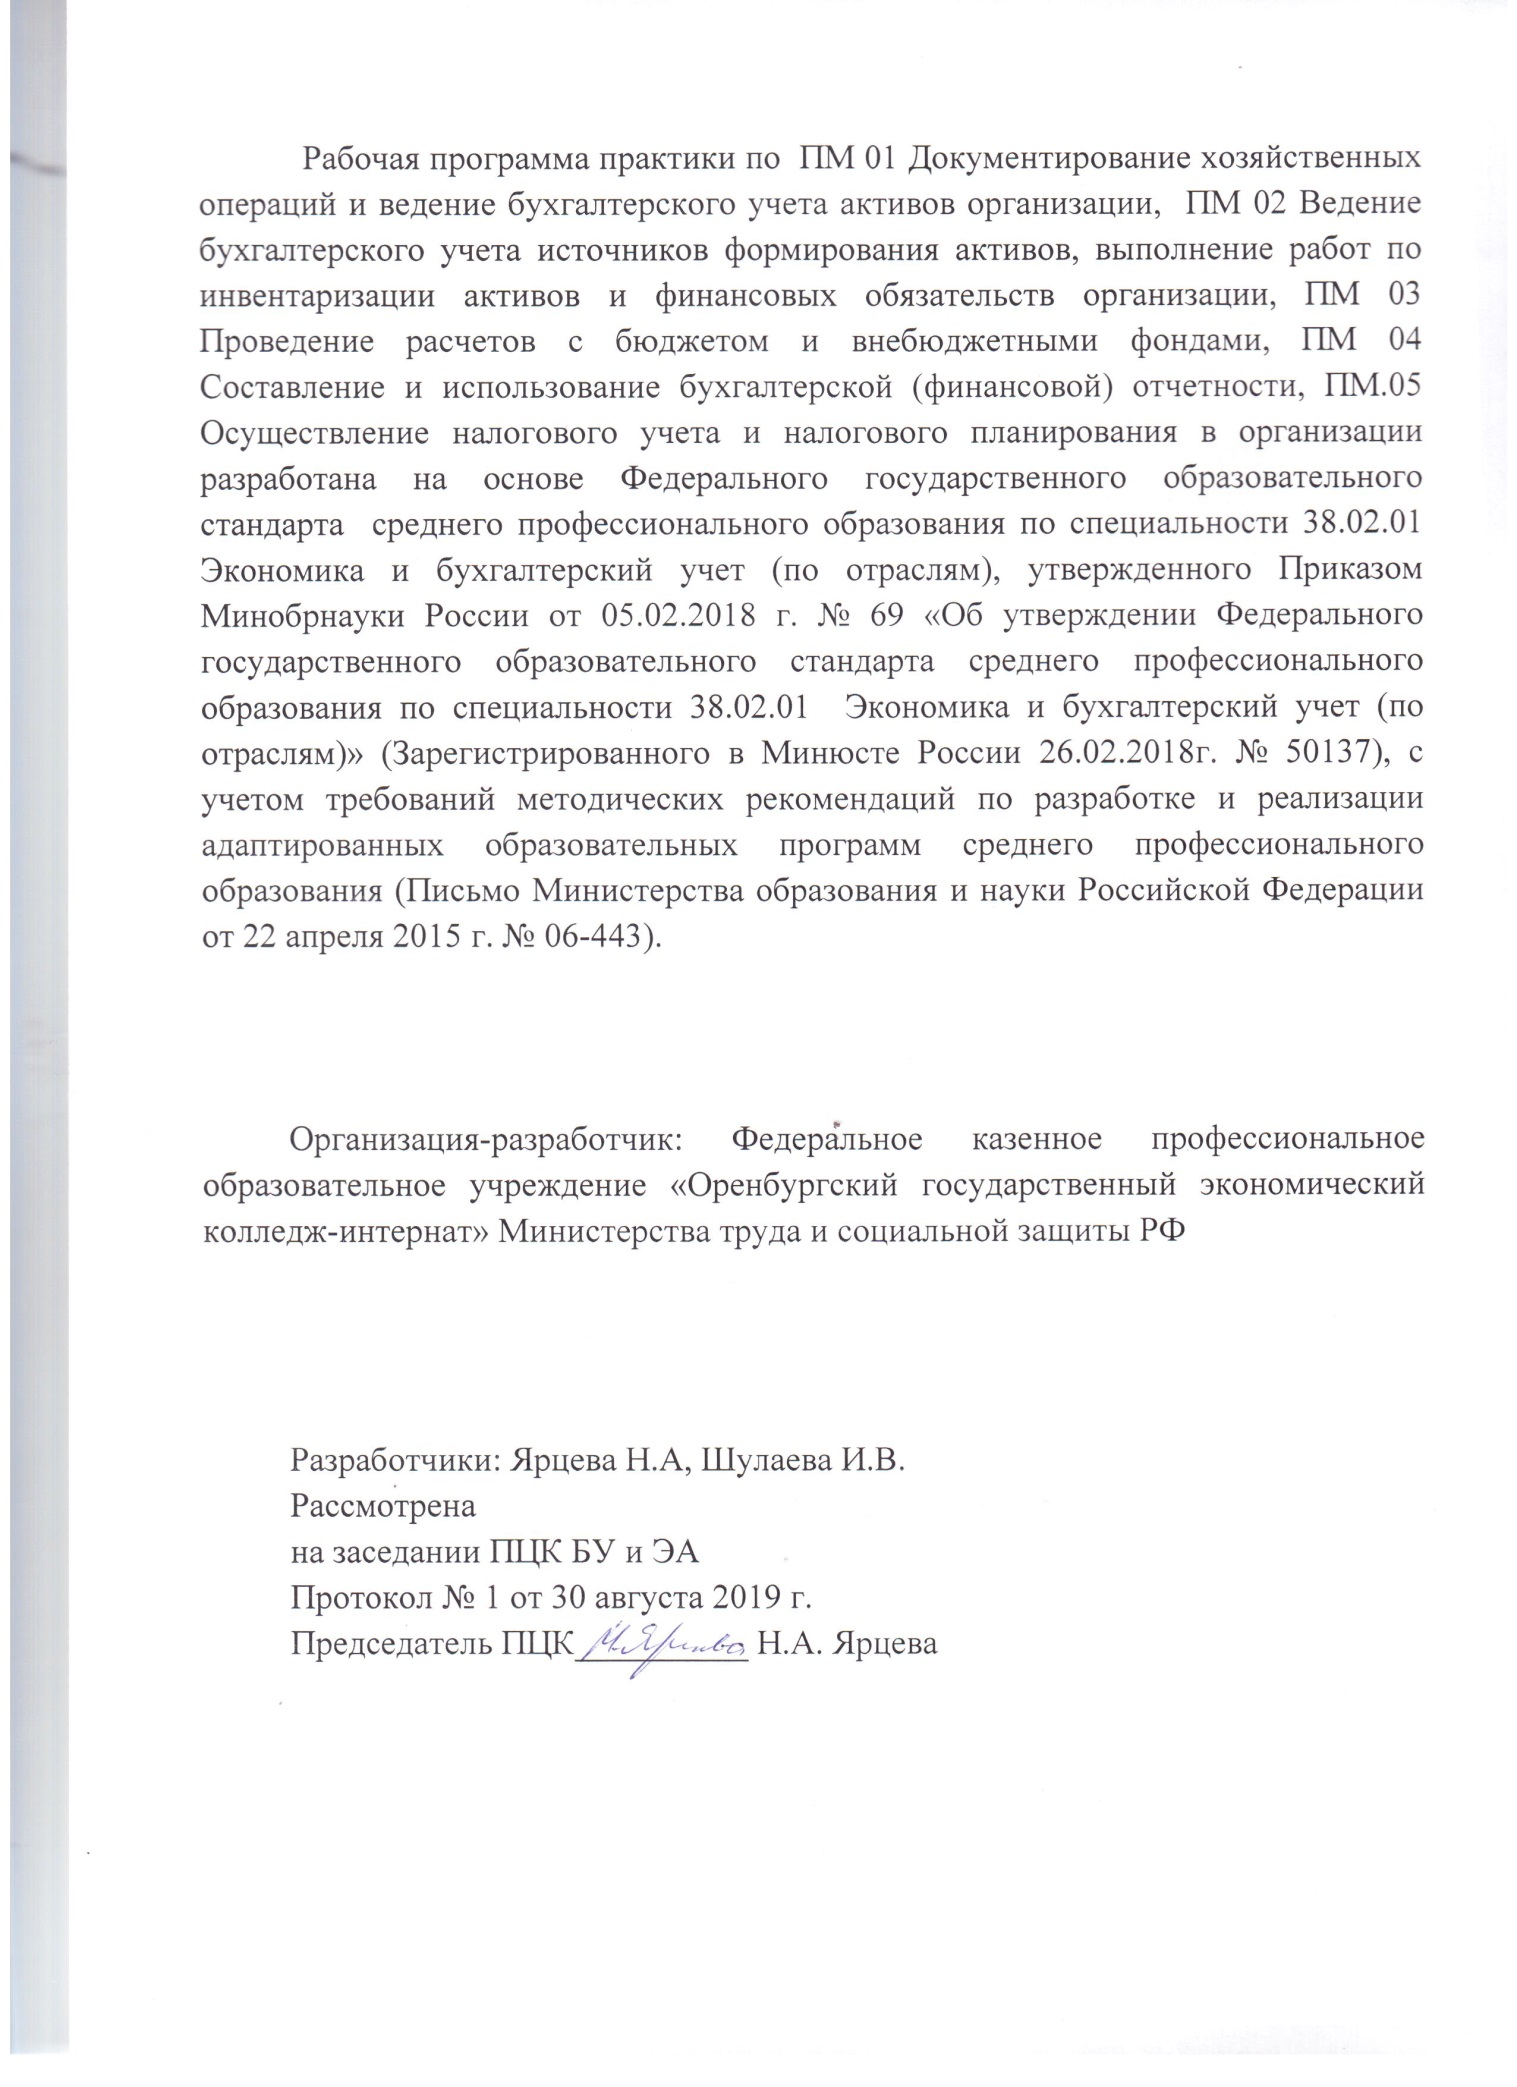 Рабочая программа практики по ПМ 01 Документирование хозяйственных
операций и ведение бухгалтерского учета активов организации, ПМ 02 Ведение
бухгалтерского учета источников формирования активов, выполнение работ по
инвентаризации активов и финансовых обязательств организации, ПМ 03
Проведение расчетов с бюджетом и внебюджетными фондами, ПМ 04
Составление и использование бухгалтерской (финансовой) отчетности, ПМ.05
Осуществление налогового учета и налогового планирования в организации
разработана на основе Федерального государственного образовательного
стандарта среднего профессионального образования по специальности 38.02.01
Экономика и бухгалтерский учет (по отраслям), утвержденного Приказом
Минобрнауки России от 05.02.2018 г. № 69 «Об утверждении Федерального
государственного образовательного стандарта среднего профессионального
образования по специальности 38.02.01 Экономика и бухгалтерский учет (по
отраслям)» (Зарегистрированного в Минюсте России 26.02.2018г. № 50137), с
учетом требований методических рекомендаций по разработке и реализации
адаптированных образовательных программ среднего профессионального
образования (Письмо Министерства образования и науки Российской Федерации
от 22 апреля 2015 г. № 06-443).
Организация-разработчик: Федеральное казенное профессиональное
образовательное учреждение «Оренбургский государственный экономический
колледж-интернат» Министерства труда и социальной защиты РФ
Разработчики: Ярцева Н.А, Шулаева И.В.
Рассмотрена
на заседании ПЦК БУ и ЭА
Протокол № 1 от 30 августа 2019 г.
Председатель ПЦК Н.А. Ярцева